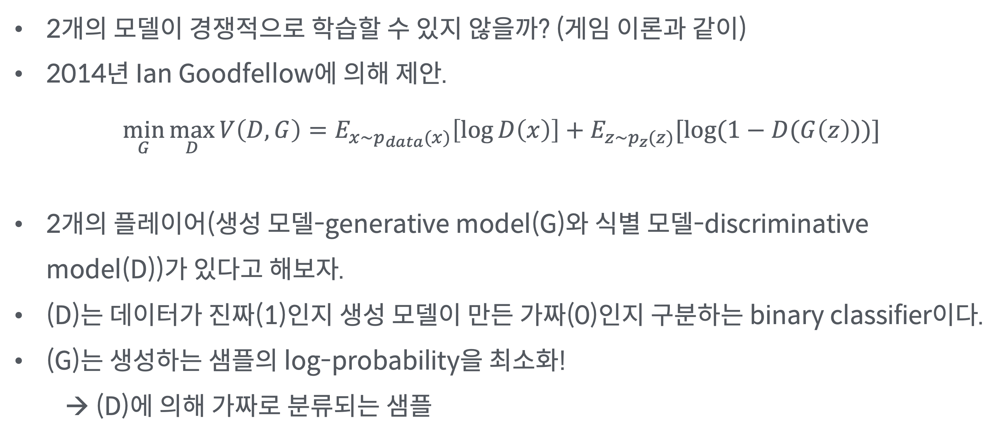 • 2개의 모델이 경쟁적으로 학습할 수 있지 않을까? (게임 이론과 같이)
• 2014년 Ian Goodfellow에 의해 제안.
$\min_{G} \max_{D} V(D, G) = E_{x \sim p_{data}(x)}[\log D(x)] + E_{z \sim p_{z}(z)}[\log(1 - D(G(z)))]$
• 2개의 플레이어(생성 모델-generative model(G)와 식별 모델-discriminative
model(D))가 있다고 해보자.
• (D)는 데이터가 진짜(1)인지 생성 모델이 만든 가짜(0)인지 구분하는 binary classifier이다.
• (G)는 생성하는 샘플의 log-probability을 최소화!
→ (D)에 의해 가짜로 분류되는 샘플